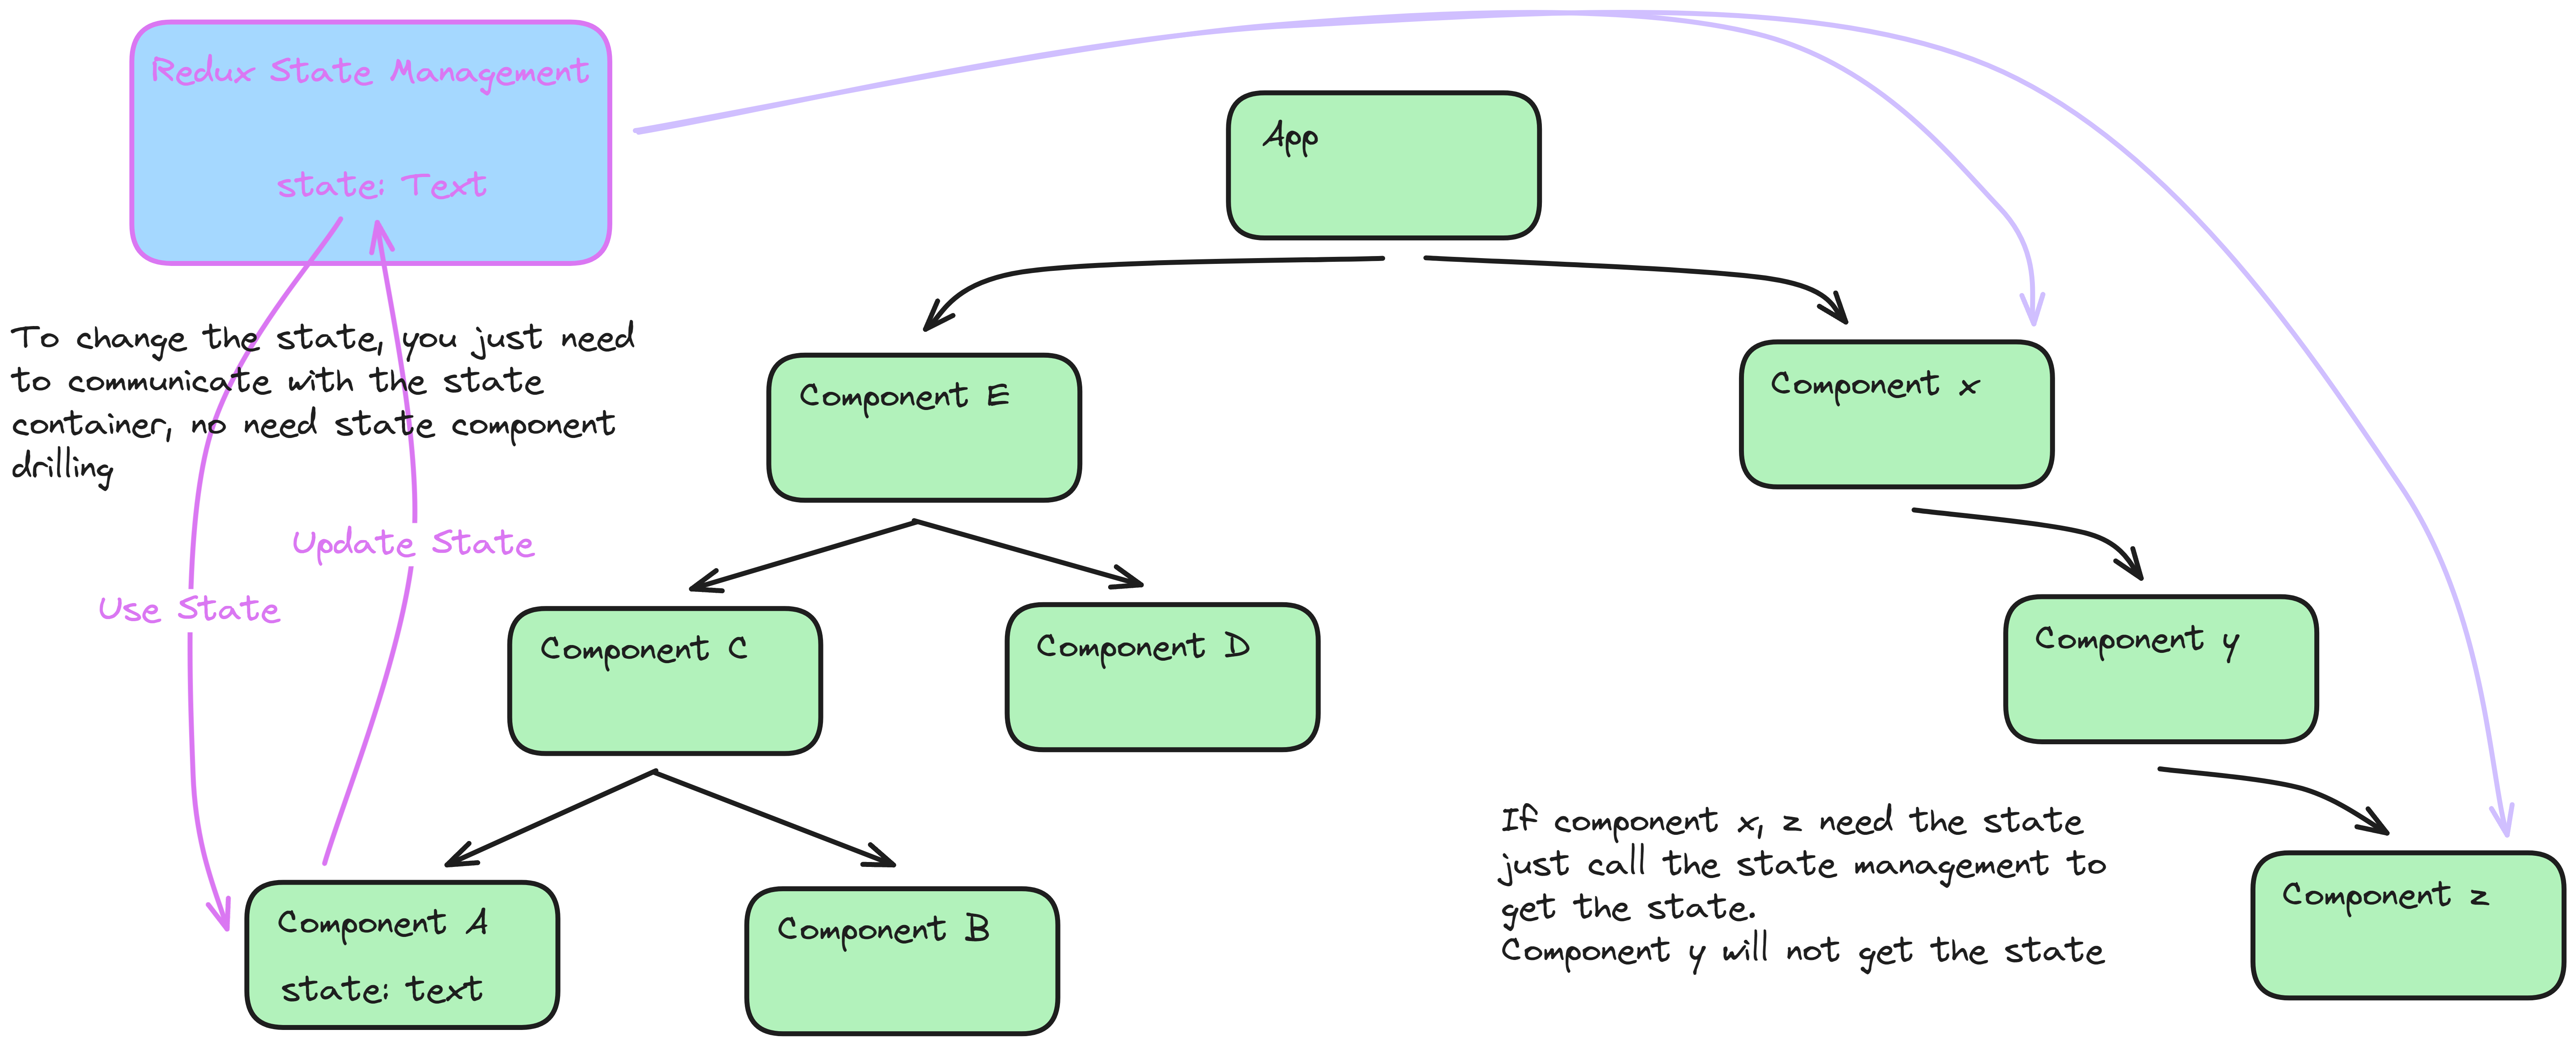 Redux State Management
state: Text
App
To change the state, you just need
to communicate with the state
container, no need state component
drilling
Component E
Component x
Update State
Use State
Component C
Component D
Component y
If component x, z need the state
just call the state management to
get the state.
Component y will not get the state
Component A
state: text
Component B
Component z